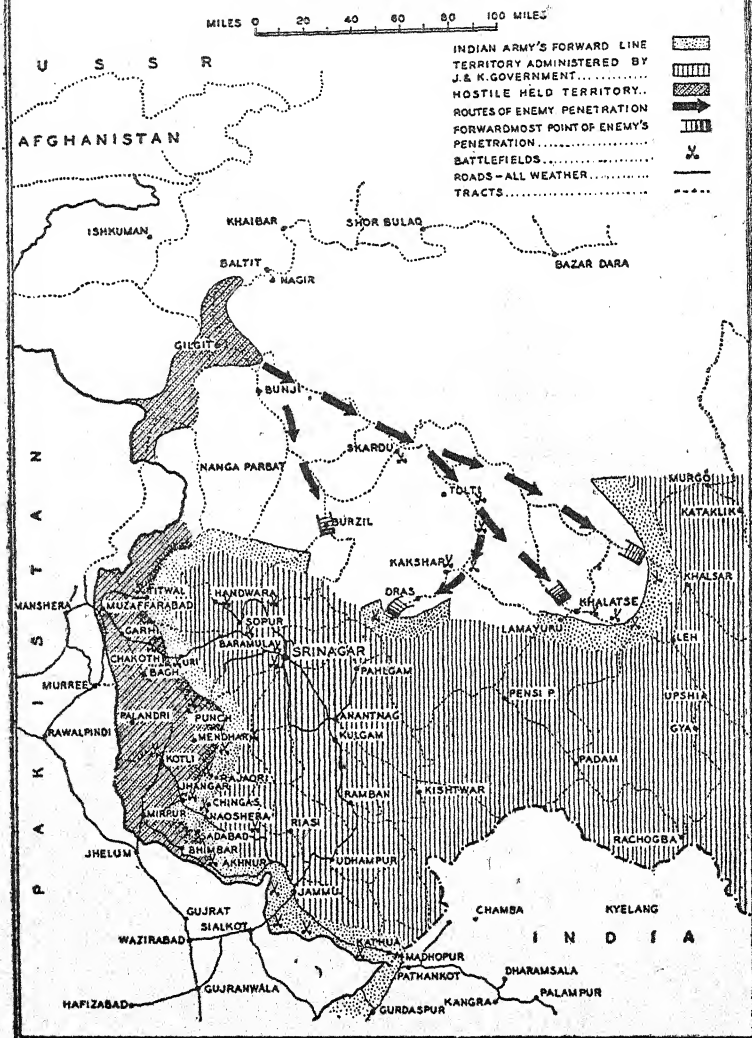 MILES 0 20 40 60 80 100 MILES
INDIAN ARMY'S FORWARD LINE
TERRITORY ADMINISTERED BY
J. & K. GOVERNMENT............
HOSTILE HELD TERRITORY..
ROUTES OF ENEMY PENETRATION
FORWARDMOST POINT OF ENEMY'S
PENETRATION..................
BATTLEFIELDS..................
ROADS-ALL WEATHER............
TRACTS........................
U S S R
AFGHANISTAN
ISHKUMAN
KHAIBAR
SHOR BULAQ
BAZAR DARA
BALTIT
NAGIR
GILGIT
BUNJI
SKARDU
NANGA PARBAT
TOLTI
MURGO
KATAKLIK
BURZIL
KAKSHAR
DRAS
KHALATSE
KHALSAR
LAMAYURU
LEH
TITWAL
HANDWARA
MANSHERA
MUZAFFARABAD
SOPUR
GARHI
BARAMULA
SRINAGAR
CHAKOTHI
URI
BAGH
PAHLGAM
MURREE
PENSI P.
UPSHIA
PALANDRI
PUNCH
ANANTNAG
GYA
RAWALPINDI
MENDHAR
KULGAM
KOTLI
PADAM
RAJAORI
JHANGAR
CHINGAS
RAMBAN
KISHTWAR
MIRPUR
NAOSHERA
RIASI
SADABAD
RACHOGBA
BHIMBAR
AKHNUR
UDHAMPUR
JHELUM
JAMMU
GUJRAT
SIALKOT
CHAMBA
KYELANG
WAZIRABAD
KATHUA
MADHOPUR
I N D I A
PATHANKOT
GUJRANWALA
DHARAMSALA
HAFIZABAD
KANGRA
PALAMPUR
GURDASPUR
P A K I S T A N